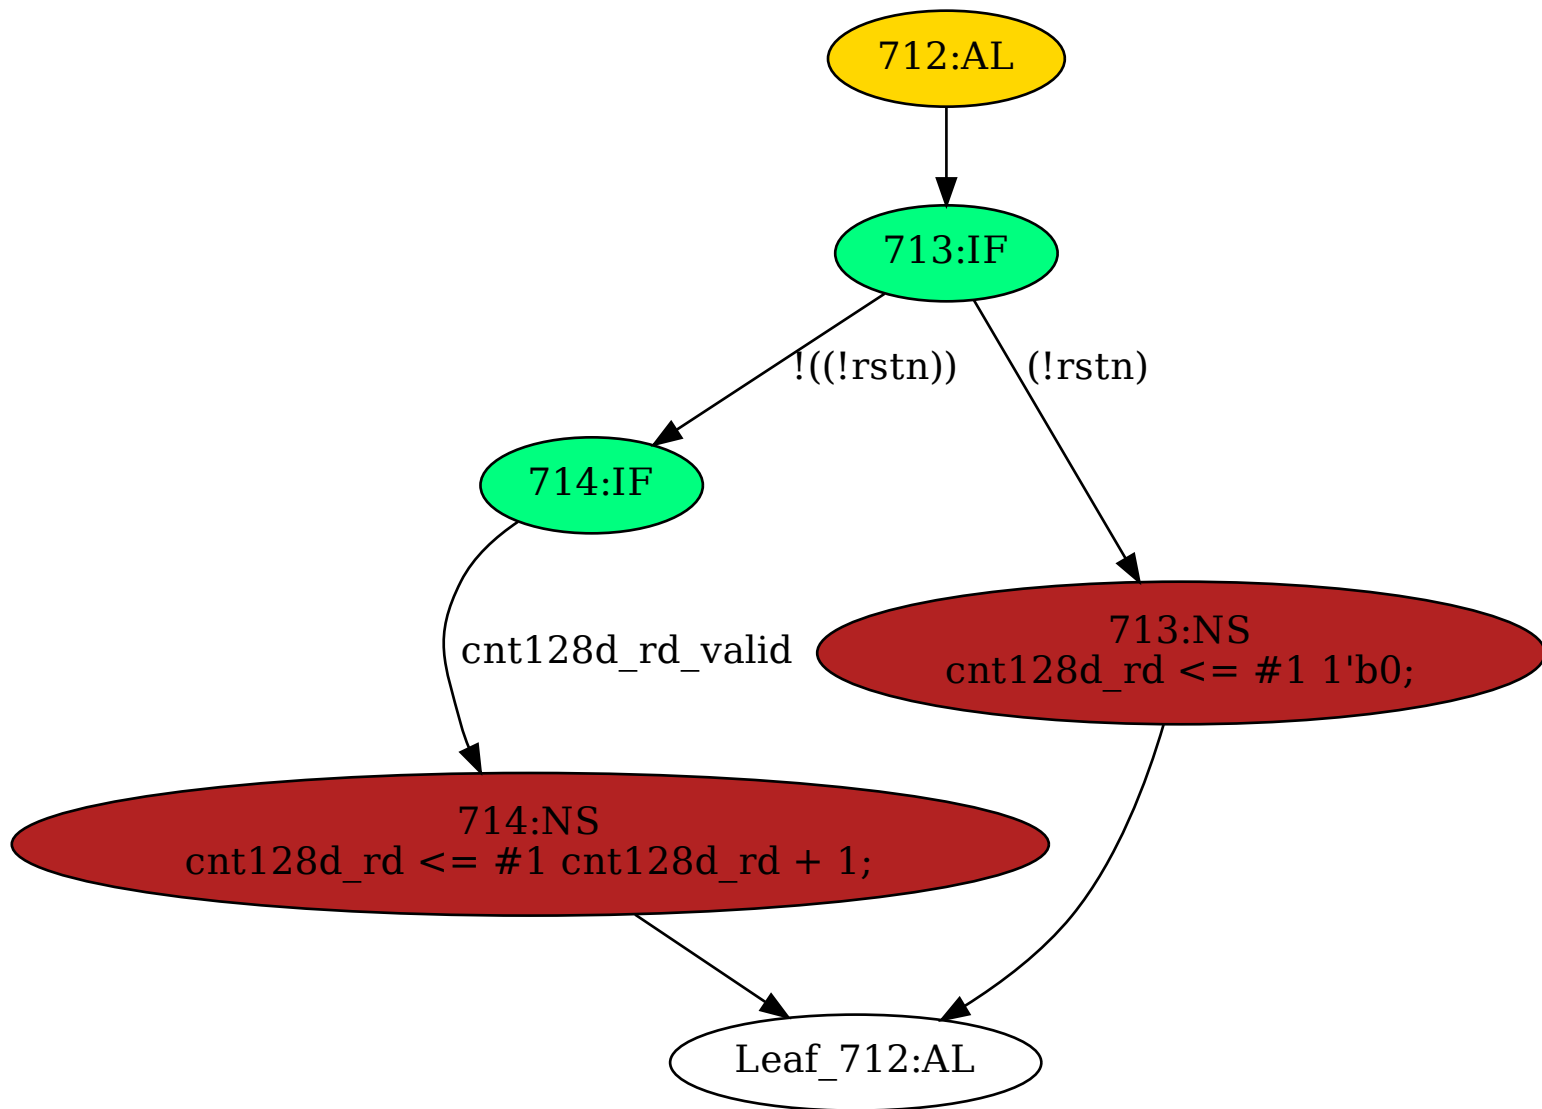 712:AL
713:IF
!((!rstn))
(!rstn)
714:IF
713:NS
cnt128d_rd <= #1 1'b0;
cnt128d_rd_valid
714:NS
cnt128d_rd <= #1 cnt128d_rd + 1;
Leaf_712:AL